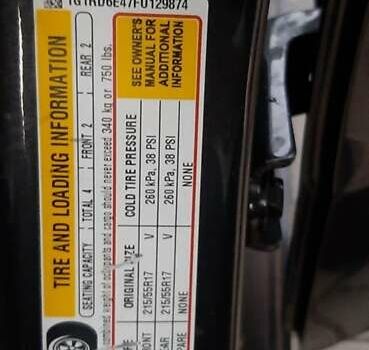 1G1RD6E47FU129874
TIRE AND LOADING INFORMATION
SEATING CAPACITY | TOTAL 4 | FRONT 2 | REAR 2
combined weight of occupants and cargo should never exceed 340 kg or 750 lbs.
ORIGINAL SIZE COLD TIRE PRESSURE
215/55R17 V 260 kPa, 38 PSI
215/55R17 V 260 kPa, 38 PSI
NONE NONE
SEE OWNER'S
MANUAL FOR
ADDITIONAL
INFORMATION